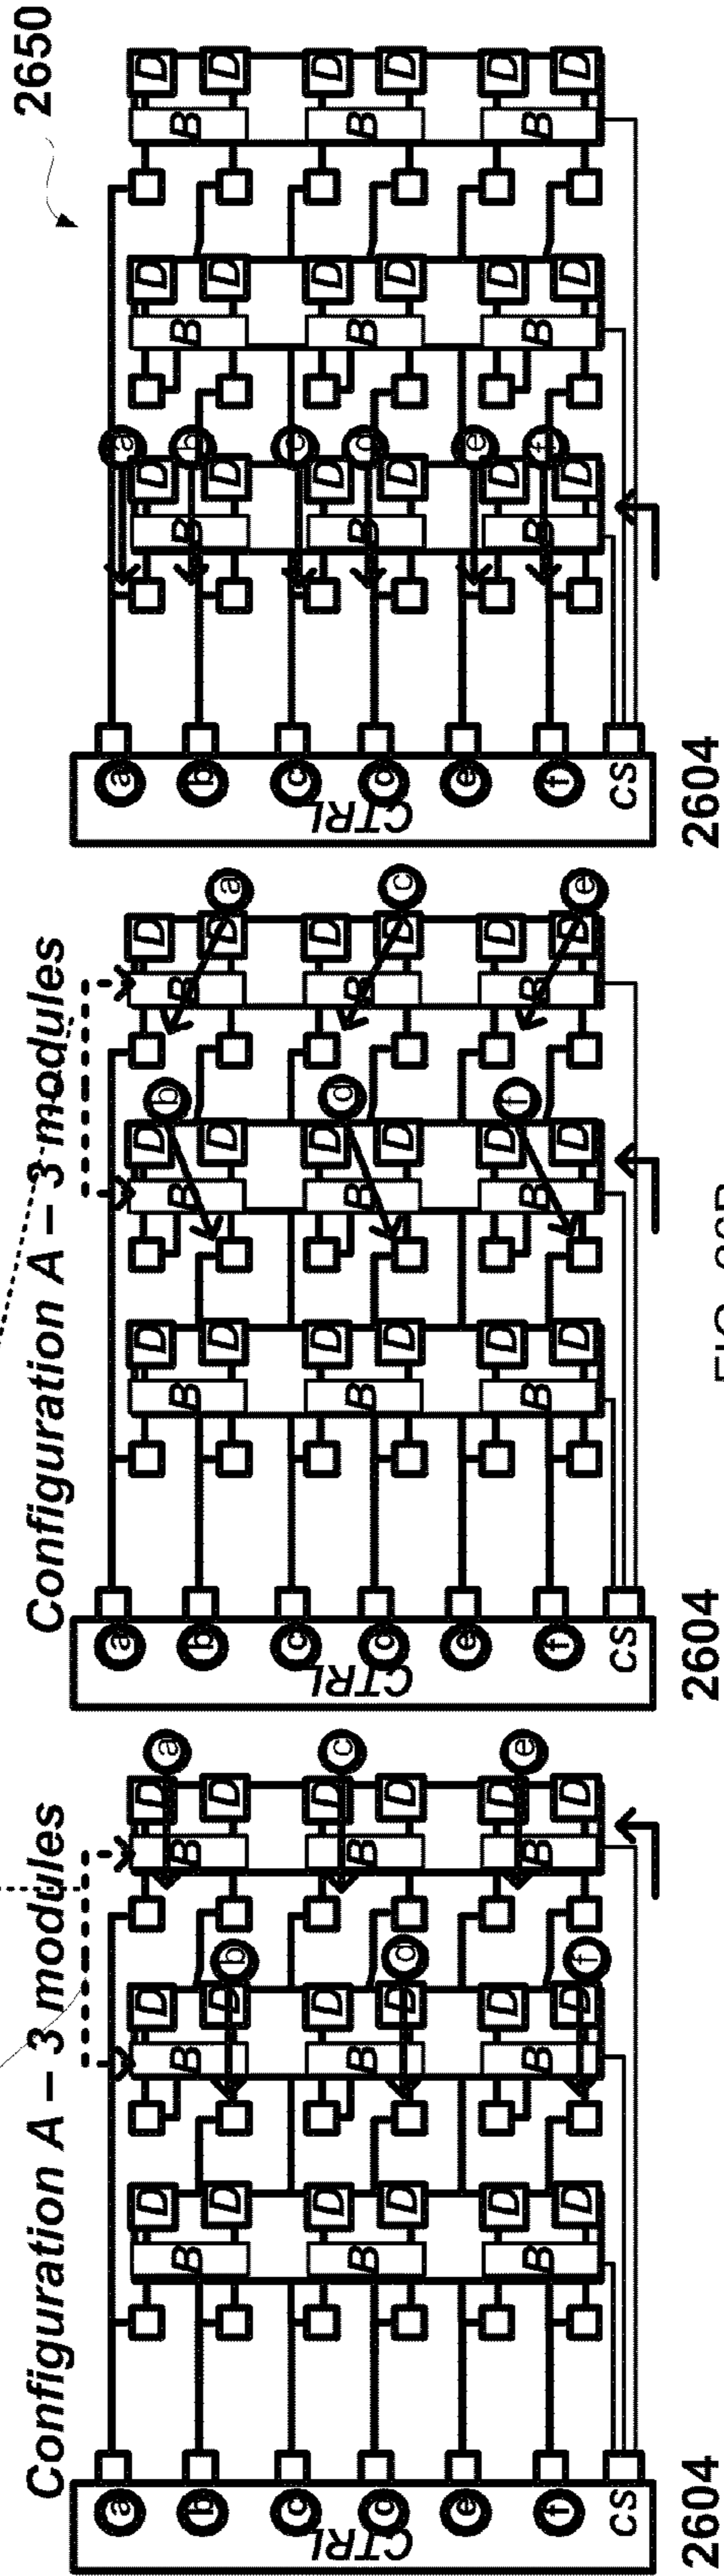 Configuration A – 3 modules
Configuration A – 3 modules
2650
a
b
c
d
e
f
CTRL
CS
B D D
B D D
B D D
B D D b
B D D d
B D D f
B D D a
B D D c
B D D e
2604
a
b
c
d
e
f
CTRL
CS
B D D
B D D
B D D
B D D b
B D D d
B D D f
B D D a
B D D c
B D D e
2604
a
b
c
d
e
f
CTRL
CS
B D D a b
B D D c d
B D D e f
B D D
B D D
B D D
B D D
B D D
B D D
2604